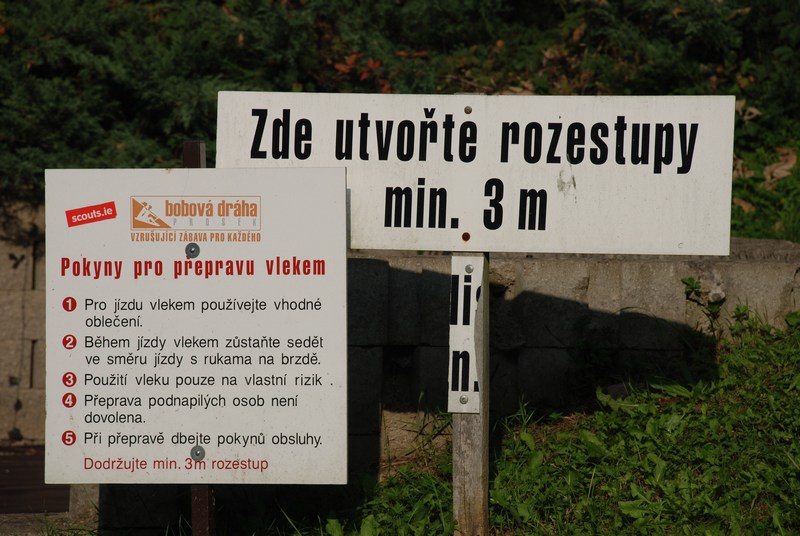 Zde utvořte rozestupy
min. 3 m
scouts.ie
bobová dráha
PROSEK
VZRUŠUJÍCÍ ZÁBAVA PRO KAŽDÉHO
Pokyny pro přepravu vlekem
1 Pro jízdu vlekem používejte vhodné
oblečení.
2 Během jízdy vlekem zůstaňte sedět
ve směru jízdy s rukama na brzdě.
3 Použití vleku pouze na vlastní rizik .
4 Přeprava podnapilých osob není
dovolena.
5 Při přepravě dbejte pokynů obsluhy.
Dodržujte min. 3m rozestup
n.